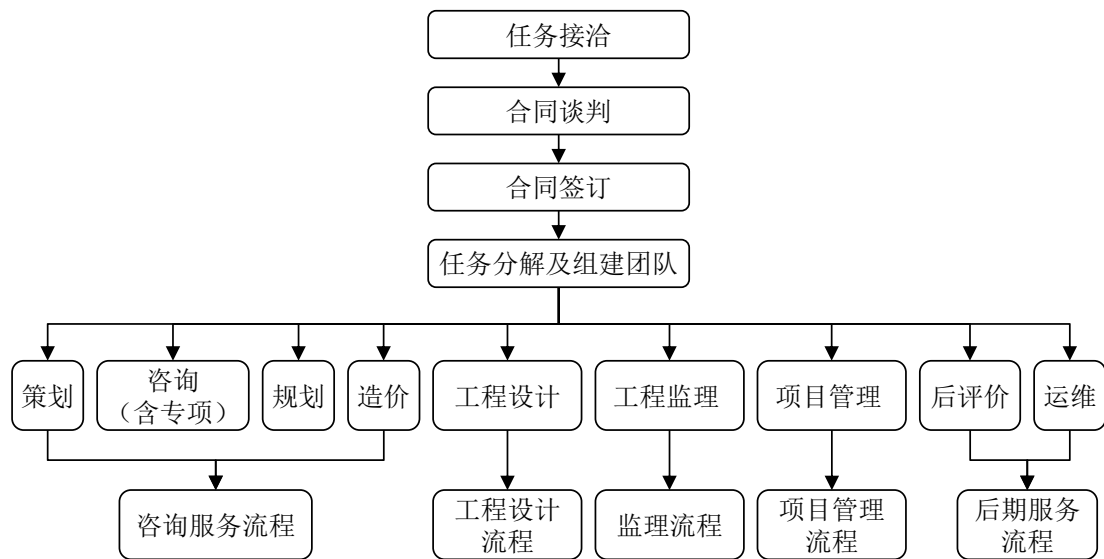 任务接洽
合同谈判
合同签订
任务分解及组建团队
策划
咨询
（含专项）
规划
造价
工程设计
工程监理
项目管理
后评价
运维
咨询服务流程
工程设计
流程
监理流程
项目管理
流程
后期服务
流程